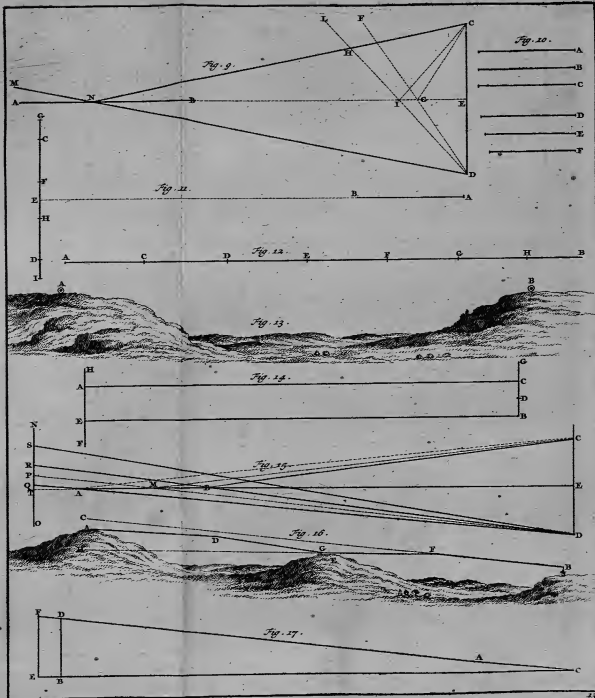 L F C
Fig. 9. H Fig. 10. A
M B
A N B I G E C
G D
C E
F D F
E Fig. 11. B A
H
D A C Fig. 12. D E F G H B
I
A B
Fig. 13.
H G
A Fig. 14. C
D
E B
F
N
S C
R Fig. 15.
P M
Q E
T A
O D
C Fig. 16.
A D
G F
E B
F D Fig. 17.
A
E B C